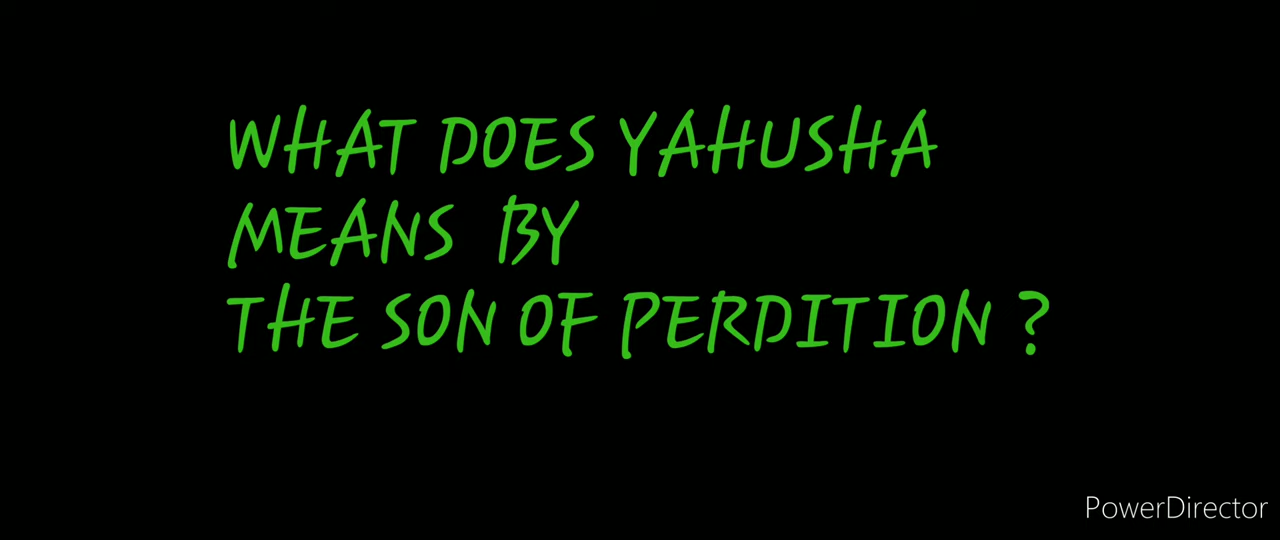 WHAT DOES YAHUSHA
MEANS BY
THE SON OF PERDITION ?
PowerDirector